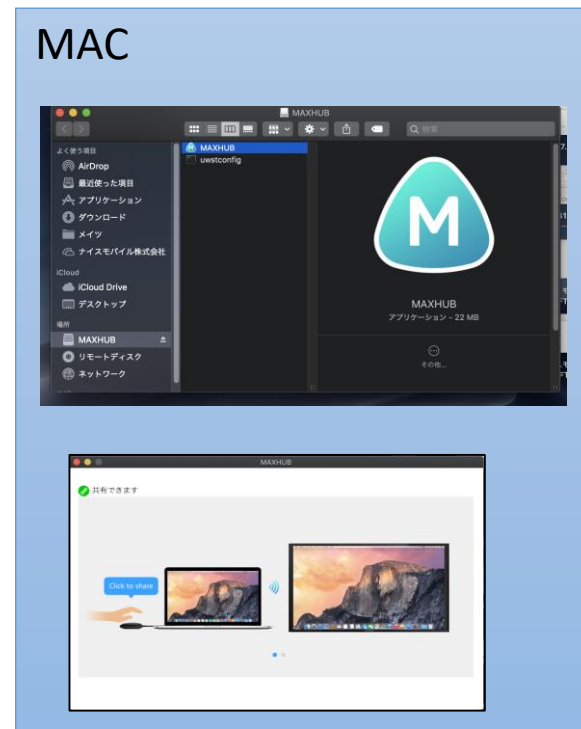 MAC
MAXHUB
検索
よく使う項目
AirDrop
最近使った項目
アプリケーション
ダウンロード
メイツ
ナイスモバイル株式会社
iCloud
iCloud Drive
デスクトップ
場所
MAXHUB
リモートディスク
ネットワーク
MAXHUB
uwstconfig
M
MAXHUB
アプリケーション - 22 MB
その他...
MAXHUB
共有できます
Click to share